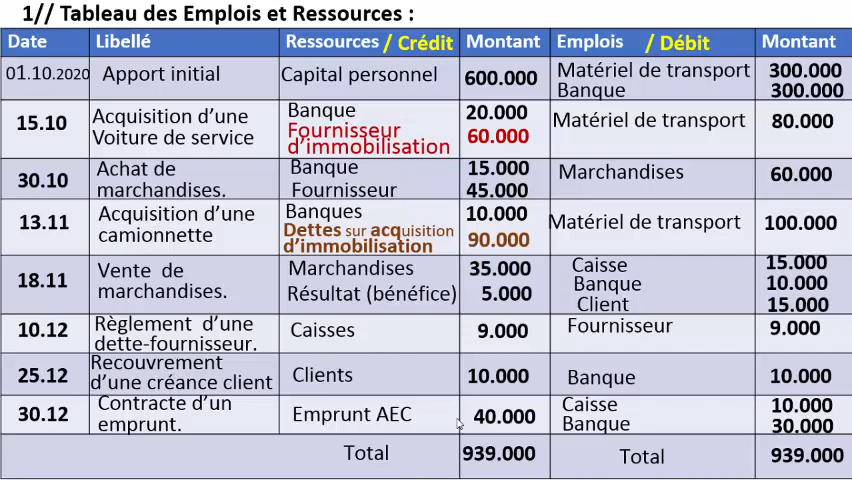 1// Tableau des Emplois et Ressources :
Date Libellé Ressources / Crédit Montant Emplois / Débit Montant
01.10.2020 Apport initial Capital personnel 600.000 Matériel de transport 300.000
Banque 300.000
15.10 Acquisition d’une Banque 20.000 Matériel de transport 80.000
Voiture de service Fournisseur 60.000
d’immobilisation
30.10 Achat de Banque 15.000 Marchandises 60.000
marchandises. Fournisseur 45.000
13.11 Acquisition d’une Banques 10.000 Matériel de transport 100.000
camionnette Dettes sur acquisition 90.000
d’immobilisation
18.11 Vente de Marchandises 35.000 Caisse 15.000
marchandises. Résultat (bénéfice) 5.000 Banque 10.000
Client 15.000
10.12 Règlement d’une Caisses 9.000 Fournisseur 9.000
dette-fournisseur.
25.12 Recouvrement Clients 10.000 Banque 10.000
d’une créance client
30.12 Contracte d’un Emprunt AEC 40.000 Caisse 10.000
emprunt. Banque 30.000
Total 939.000 Total 939.000